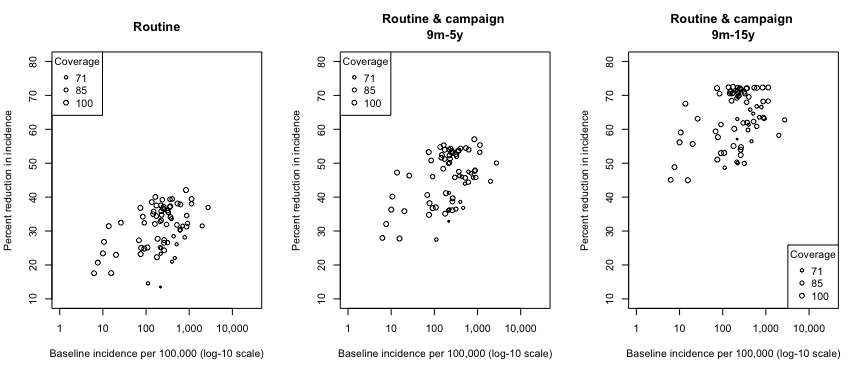 Routine
Percent reduction in incidence
80
70
60
50
40
30
20
10
Coverage
71
85
100
1 10 100 1,000 10,000
Baseline incidence per 100,000 (log-10 scale)
Routine & campaign
9m-5y
Percent reduction in incidence
80
70
60
50
40
30
20
10
Coverage
71
85
100
1 10 100 1,000 10,000
Baseline incidence per 100,000 (log-10 scale)
Routine & campaign
9m-15y
Percent reduction in incidence
80
70
60
50
40
30
20
10
Coverage
71
85
100
1 10 100 1,000 10,000
Baseline incidence per 100,000 (log-10 scale)